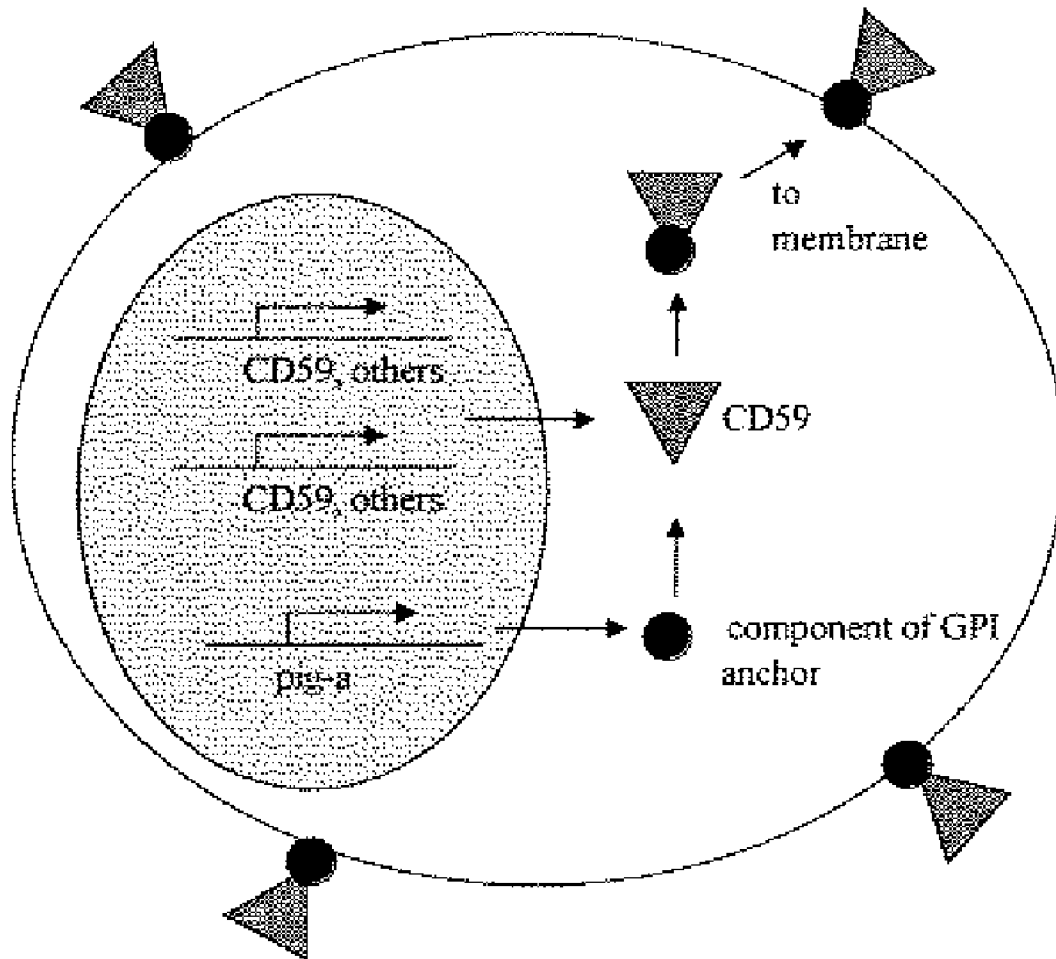 to
membrane
CD59, others
CD59
CD59, others
component of GPI
anchor
pig-a